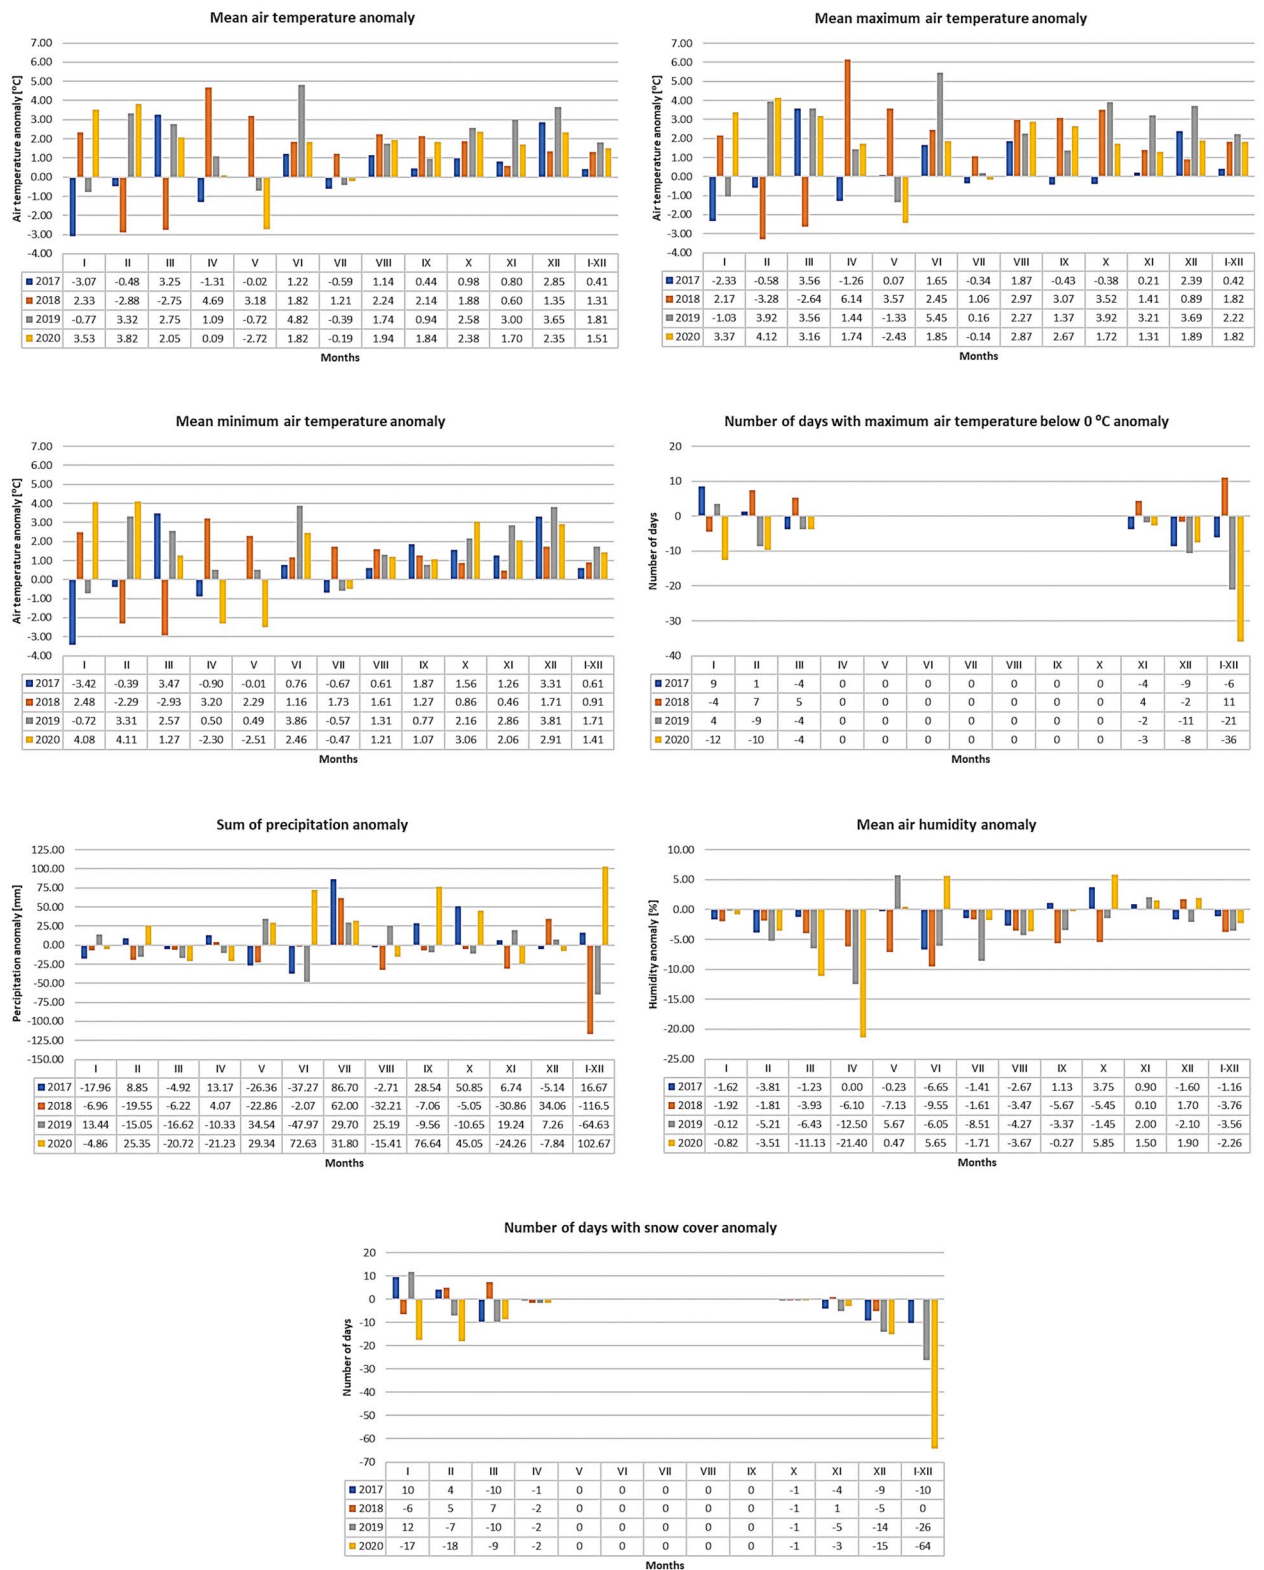 Mean air temperature anomaly
7.00
6.00
5.00
4.00
3.00
2.00
1.00
0.00
-1.00
-2.00
-3.00
-4.00
Air temperature anomaly [°C]
I II III IV V VI VII VIII IX X XI XII I-XII
2017 -3.07 -0.48 3.25 -1.31 -0.02 1.22 -0.59 1.14 0.44 0.98 0.80 2.85 0.41
2018 2.33 -2.88 -2.75 4.69 3.18 1.82 1.21 2.24 2.14 1.88 0.60 1.35 1.31
2019 -0.77 3.32 2.75 1.09 -0.72 4.82 -0.39 1.74 0.94 2.58 3.00 3.65 1.81
2020 3.53 3.82 2.05 0.09 -2.72 1.82 -0.19 1.94 1.84 2.38 1.70 2.35 1.51
Months
Mean maximum air temperature anomaly
7.00
6.00
5.00
4.00
3.00
2.00
1.00
0.00
-1.00
-2.00
-3.00
-4.00
Air temperature anomaly [°C]
I II III IV V VI VII VIII IX X XI XII I-XII
2017 -2.33 -0.58 3.56 -1.26 0.07 1.65 -0.34 1.87 -0.43 -0.38 0.21 2.39 0.42
2018 2.17 -3.28 -2.64 6.14 3.57 2.45 1.06 2.97 3.07 3.52 1.41 0.89 1.82
2019 -1.03 3.92 3.56 1.44 -1.33 5.45 0.16 2.27 1.37 3.92 3.21 3.69 2.22
2020 3.37 4.12 3.16 1.74 -2.43 1.85 -0.14 2.87 2.67 1.72 1.31 1.89 1.82
Months
Mean minimum air temperature anomaly
7.00
6.00
5.00
4.00
3.00
2.00
1.00
0.00
-1.00
-2.00
-3.00
-4.00
Air temperature anomaly [°C]
I II III IV V VI VII VIII IX X XI XII I-XII
2017 -3.42 -0.39 3.47 -0.90 -0.01 0.76 -0.67 0.61 1.87 1.56 1.26 3.31 0.61
2018 2.48 -2.29 -2.93 3.20 2.29 1.16 1.73 1.61 1.27 0.86 0.46 1.71 0.91
2019 -0.72 3.31 2.57 0.50 0.49 3.86 -0.57 1.31 0.77 2.16 2.86 3.81 1.71
2020 4.08 4.11 1.27 -2.30 -2.51 2.46 -0.47 1.21 1.07 3.06 2.06 2.91 1.41
Months
Number of days with maximum air temperature below 0 °C anomaly
20
10
0
-10
-20
-30
-40
Number of days
I II III IV V VI VII VIII IX X XI XII I-XII
2017 9 1 -4 0 0 0 0 0 0 0 -4 -9 -6
2018 -4 7 5 0 0 0 0 0 0 0 4 -2 11
2019 4 -9 -4 0 0 0 0 0 0 0 -2 -11 -21
2020 -12 -10 -4 0 0 0 0 0 0 0 -3 -8 -36
Months
Sum of precipitation anomaly
125.00
100.00
75.00
50.00
25.00
0.00
-25.00
-50.00
-75.00
-100.00
-125.00
-150.00
Percipitation anomaly [mm]
I II III IV V VI VII VIII IX X XI XII I-XII
2017 -17.96 8.85 -4.92 13.17 -26.36 -37.27 86.70 -2.71 28.54 50.85 6.74 -5.14 16.67
2018 -6.96 -19.55 -6.22 4.07 -22.86 -2.07 62.00 -32.21 -7.06 -5.05 -30.86 34.06 -116.5
2019 13.44 -15.05 -16.62 -10.33 34.54 -47.97 29.70 25.19 -9.56 -10.65 19.24 7.26 -64.63
2020 -4.86 25.35 -20.72 -21.23 29.34 72.63 31.80 -15.41 76.64 45.05 -24.26 -7.84 102.67
Months
Mean air humidity anomaly
10.00
5.00
0.00
-5.00
-10.00
-15.00
-20.00
-25.00
Humidity anomaly [%]
I II III IV V VI VII VIII IX X XI XII I-XII
2017 -1.62 -3.81 -1.23 0.00 -0.23 -6.65 -1.41 -2.67 1.13 3.75 0.90 -1.60 -1.16
2018 -1.92 -1.81 -3.93 -6.10 -7.13 -9.55 -1.61 -3.47 -5.67 -5.45 0.10 1.70 -3.76
2019 -0.12 -5.21 -6.43 -12.50 5.67 -6.05 -8.51 -4.27 -3.37 -1.45 2.00 -2.10 -3.56
2020 -0.82 -3.51 -11.13 -21.40 0.47 5.65 -1.71 -3.67 -0.27 5.85 1.50 1.90 -2.26
Months
Number of days with snow cover anomaly
20
10
0
-10
-20
-30
-40
-50
-60
-70
Number of days
I II III IV V VI VII VIII IX X XI XII I-XII
2017 10 4 -10 -1 0 0 0 0 0 -1 -4 -9 -10
2018 -6 5 7 -2 0 0 0 0 0 -1 1 -5 0
2019 12 -7 -10 -2 0 0 0 0 0 -1 -5 -14 -26
2020 -17 -18 -9 -2 0 0 0 0 0 -1 -3 -15 -64
Months